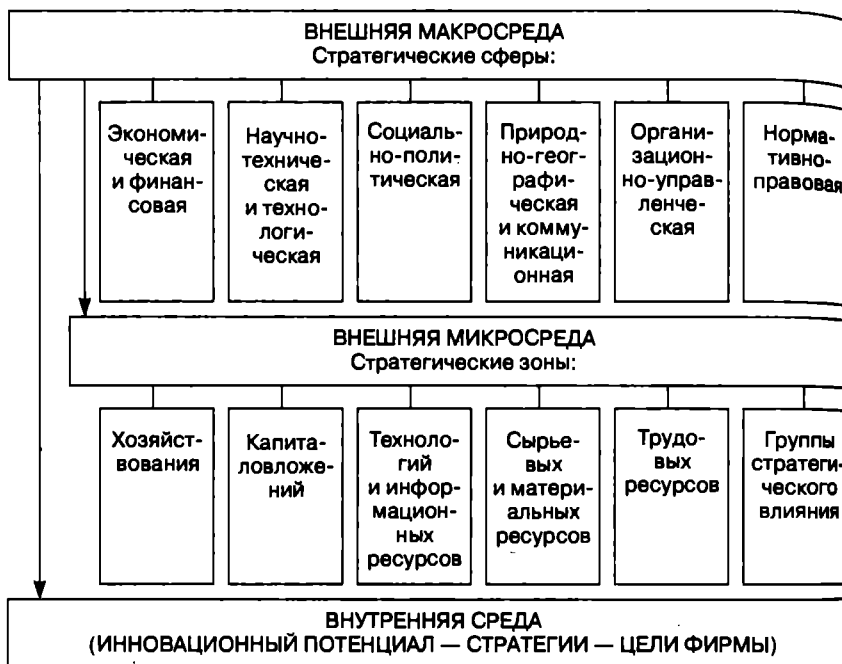 ВНЕШНЯЯ МАКРОСРЕДА
Стратегические сферы:
Экономи-
ческая
и финан-
совая
Научно-
техниче-
ская
и техно-
логи-
ческая
Социаль-
но-поли-
тическая
Природ-
но-геог-
рафи-
ческая
и комму-
никаци-
онная
Органи-
зацион-
но-управ-
ленче-
ская
Норма-
тивно-
правовая
ВНЕШНЯЯ МИКРОСРЕДА
Стратегические зоны:
Хозяйст-
вования
Капита-
ловложе-
ний
Техноло-
гий
и инфор-
мацион-
ных
ресурсов
Сырье-
вых
и матери-
альных
ресурсов
Трудо-
вых
ресурсов
Группы
стратеги-
ческого
влияния
ВНУТРЕННЯЯ СРЕДА
(ИННОВАЦИОННЫЙ ПОТЕНЦИАЛ — СТРАТЕГИИ — ЦЕЛИ ФИРМЫ)